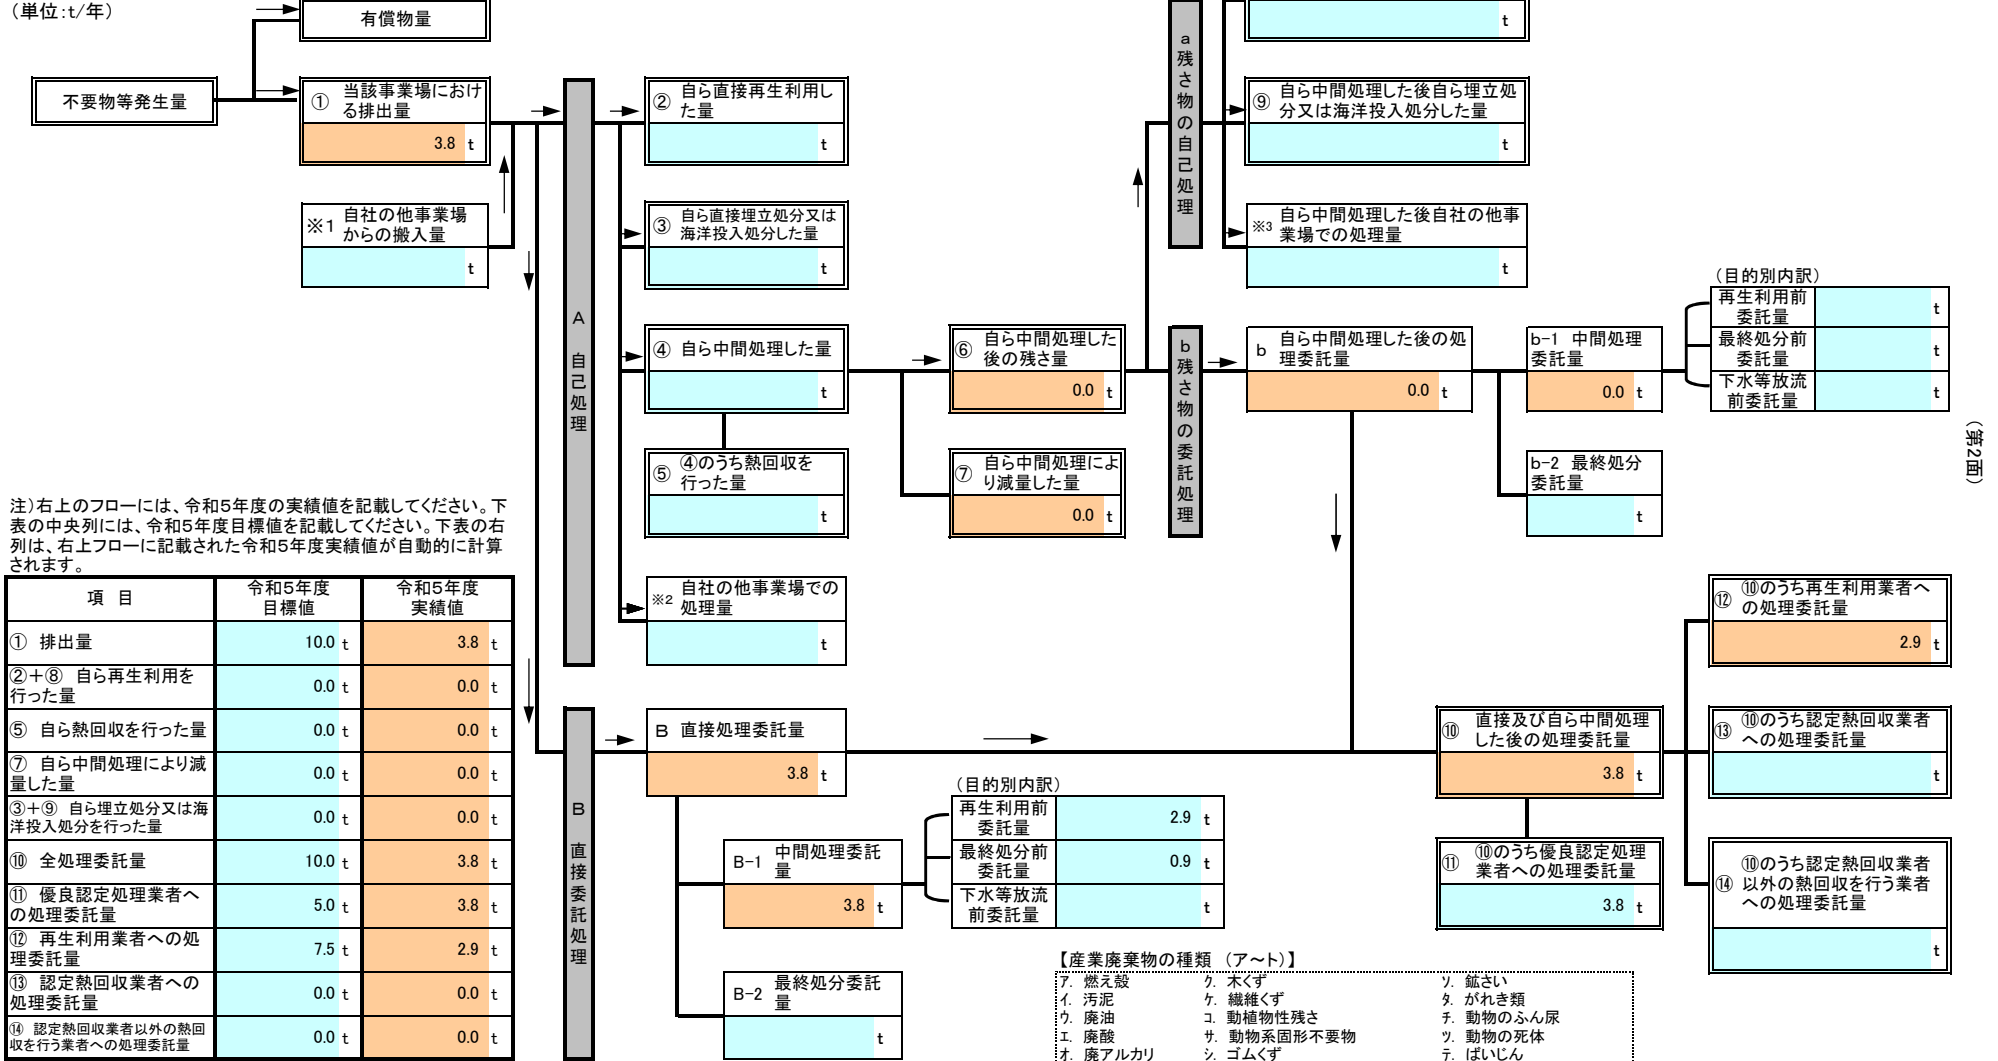 (単位:t/年)
有償物量
不要物等発生量
① 当該事業場におけ
る排出量
3.8 t
※1 自社の他事業場
からの搬入量
t
A 自己処理
② 自ら直接再生利用し
た量
t
③ 自ら直接埋立処分又は
海洋投入処分した量
t
④ 自ら中間処理した量
t
⑤ ④のうち熱回収を
行った量
t
※2 自社の他事業場での
処理量
t
⑥ 自ら中間処理した
後の残さ量
0.0 t
⑦ 自ら中間処理によ
り減量した量
0.0 t
a 残さ物の自己処理
t
⑨ 自ら中間処理した後自ら埋立処
分又は海洋投入処分した量
t
※3 自ら中間処理した後自社の他事
業場での処理量
t
b 残さ物の委託処理
b 自ら中間処理した後の処
理委託量
0.0 t
b-1 中間処理
委託量
0.0 t
b-2 最終処分
委託量
t
(目的別内訳)
再生利用前
委託量
t
最終処分前
委託量
t
下水等放流
前委託量
t
(第2面)
注)右上のフローには、令和5年度の実績値を記載してください。下
表の中央列には、令和5年度目標値を記載してください。下表の右
列は、右上フローに記載された令和5年度実績値が自動的に計算
されます。
項 目
令和5年度
目標値
令和5年度
実績値
① 排出量
10.0 t
3.8 t
②+⑧ 自ら再生利用を
行った量
0.0 t
0.0 t
⑤ 自ら熱回収を行った量
0.0 t
0.0 t
⑦ 自ら中間処理により減
量した量
0.0 t
0.0 t
③+⑨ 自ら埋立処分又は海
洋投入処分を行った量
0.0 t
0.0 t
⑩ 全処理委託量
10.0 t
3.8 t
⑪ 優良認定処理業者へ
の処理委託量
5.0 t
3.8 t
⑫ 再生利用業者への処
理委託量
7.5 t
2.9 t
⑬ 認定熱回収業者への
処理委託量
0.0 t
0.0 t
⑭ 認定熱回収業者以外の熱回
収を行う業者への処理委託量
0.0 t
0.0 t
B 直接委託処理
B 直接処理委託量
3.8 t
B-1 中間処理委託
量
3.8 t
B-2 最終処分委託
量
t
(目的別内訳)
再生利用前
委託量
2.9 t
最終処分前
委託量
0.9 t
下水等放流
前委託量
t
⑩ 直接及び自ら中間処理
した後の処理委託量
3.8 t
⑪ ⑩のうち優良認定処理
業者への処理委託量
3.8 t
⑫ ⑩のうち再生利用業者へ
の処理委託量
2.9 t
⑬ ⑩のうち認定熱回収業者
への処理委託量
t
⑭ ⑩のうち認定熱回収業者
以外の熱回収を行う業者
への処理委託量
t
【産業廃棄物の種類 (ア~ト)】
ア. 燃え殻 ク. 木くず ソ. 鉱さい
イ. 汚泥 ケ. 繊維くず タ. がれき類
ウ. 廃油 コ. 動植物性残さ チ. 動物のふん尿
エ. 廃酸 サ. 動物系固形不要物 ツ. 動物の死体
オ. 廃アルカリ シ. ゴムくず テ. ばいじん